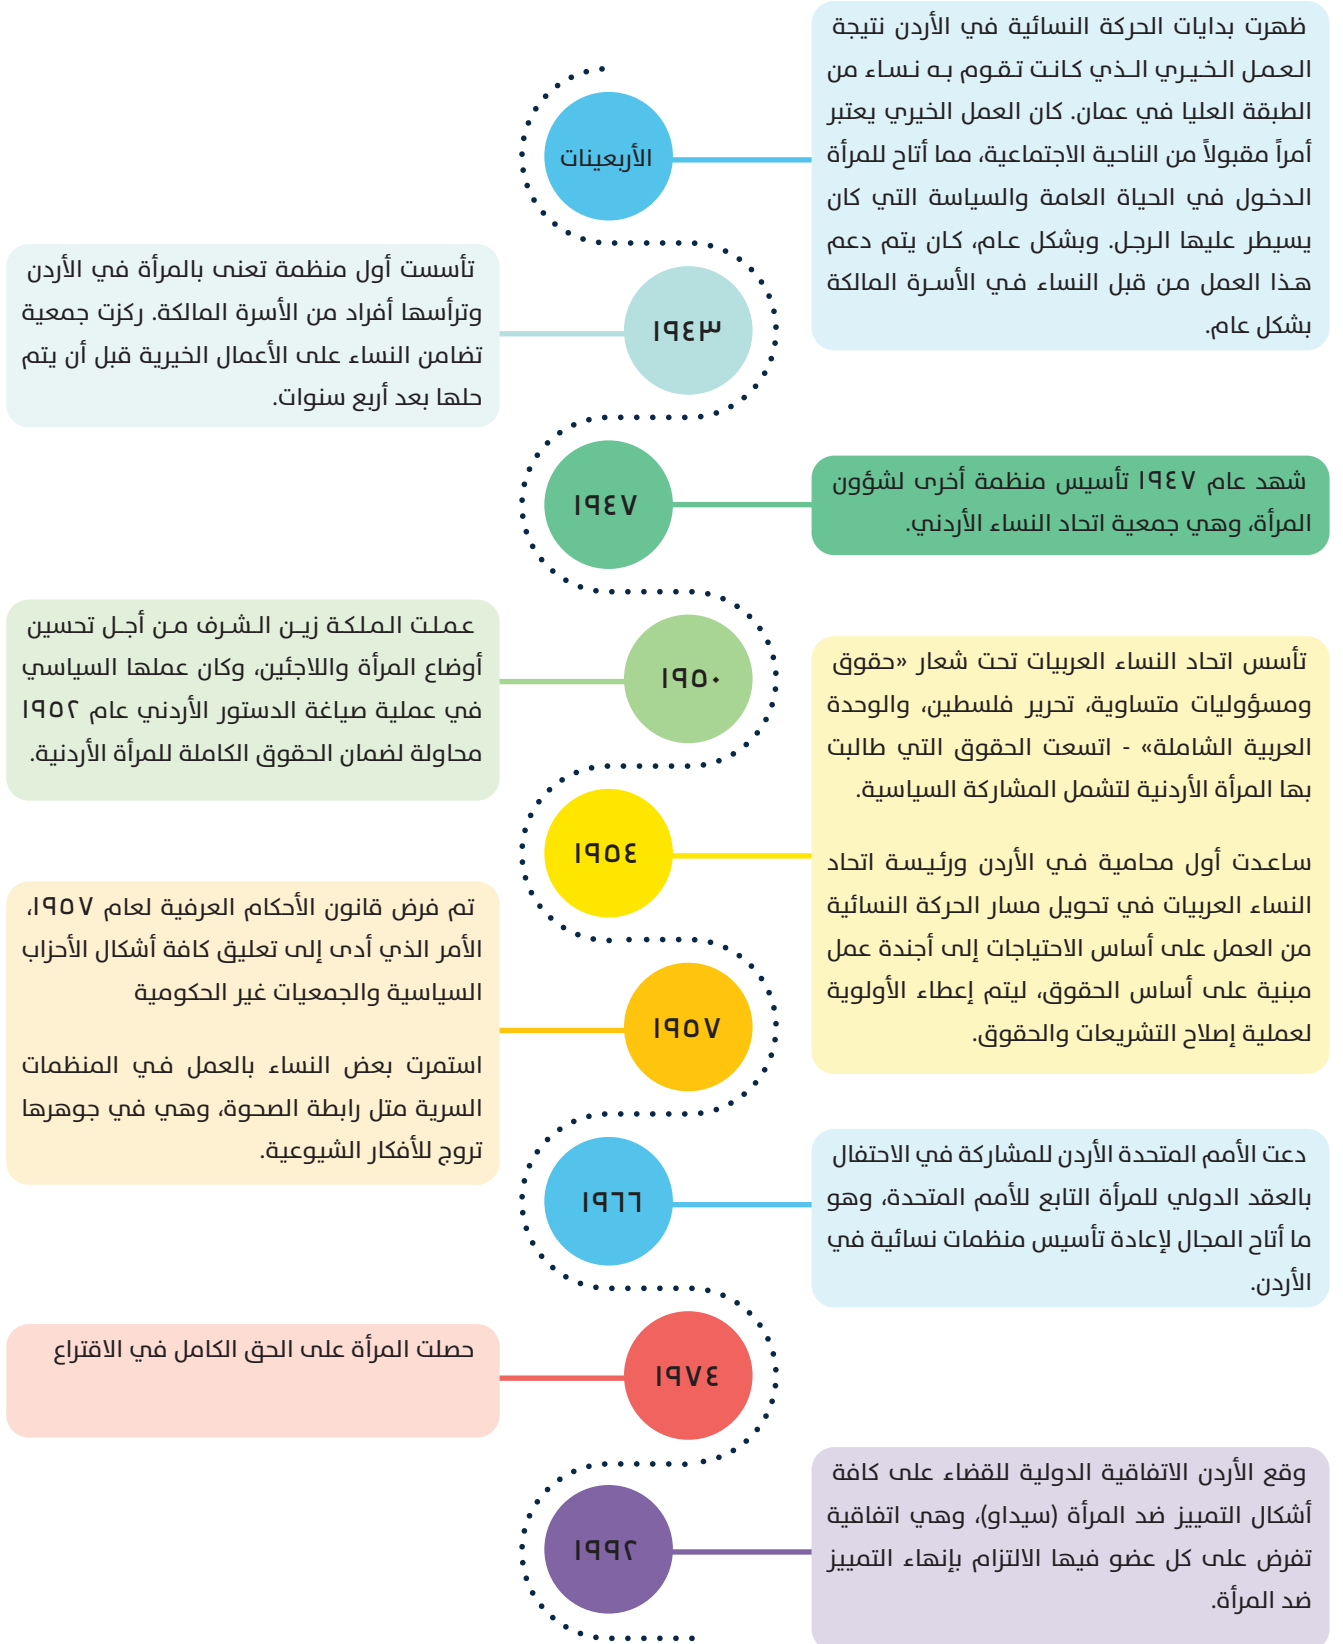 الأربعينات
ظهرت بدايات الحركة النسائية في الأردن نتيجة
العمل الخيري الذي كانت تقوم به نساء من
الطبقة العليا في عمان. كان العمل الخيري يعتبر
أمراً مقبولاً من الناحية الاجتماعية، مما أتاح للمرأة
الدخول في الحياة العامة والسياسة التي كان
يسيطر عليها الرجل. وبشكل عام، كان يتم دعم
هذا العمل من قبل النساء في الأسرة المالكة
بشكل عام.
١٩٤٣
تأسست أول منظمة تعنى بالمرأة في الأردن
وترأسها أفراد من الأسرة المالكة. ركزت جمعية
تضامن النساء على الأعمال الخيرية قبل أن يتم
حلها بعد أربع سنوات.
١٩٤٧
شهد عام ١٩٤٧ تأسيس منظمة أخرى لشؤون
المرأة، وهي جمعية اتحاد النساء الأردني.
١٩٥٠
عملت الملكة زين الشرف من أجل تحسين
أوضاع المرأة واللاجئين، وكان عملها السياسي
في عملية صياغة الدستور الأردني عام ١٩٥٢
محاولة لضمان الحقوق الكاملة للمرأة الأردنية.
١٩٥٤
تأسس اتحاد النساء العربيات تحت شعار «حقوق
ومسؤوليات متساوية، تحرير فلسطين، والوحدة
العربية الشاملة» - اتسعت الحقوق التي طالبت
بها المرأة الأردنية لتشمل المشاركة السياسية.
ساعدت أول محامية في الأردن ورئيسة اتحاد
النساء العربيات في تحويل مسار الحركة النسائية
من العمل على أساس الاحتياجات إلى أجندة عمل
مبنية على أساس الحقوق، ليتم إعطاء الأولوية
لعملية إصلاح التشريعات والحقوق.
١٩٥٧
تم فرض قانون الأحكام العرفية لعام ١٩٥٧،
الأمر الذي أدى إلى تعليق كافة أشكال الأحزاب
السياسية والجمعيات غير الحكومية
استمرت بعض النساء بالعمل في المنظمات
السرية متل رابطة الصحوة، وهي في جوهرها
تروج للأفكار الشيوعية.
١٩٦٦
دعت الأمم المتحدة الأردن للمشاركة في الاحتفال
بالعقد الدولي للمرأة التابع للأمم المتحدة، وهو
ما أتاح المجال لإعادة تأسيس منظمات نسائية في
الأردن.
١٩٧٤
حصلت المرأة على الحق الكامل في الاقتراع
١٩٩٢
وقع الأردن الاتفاقية الدولية للقضاء على كافة
أشكال التمييز ضد المرأة (سيداو)، وهي اتفاقية
تفرض على كل عضو فيها الالتزام بإنهاء التمييز
ضد المرأة.